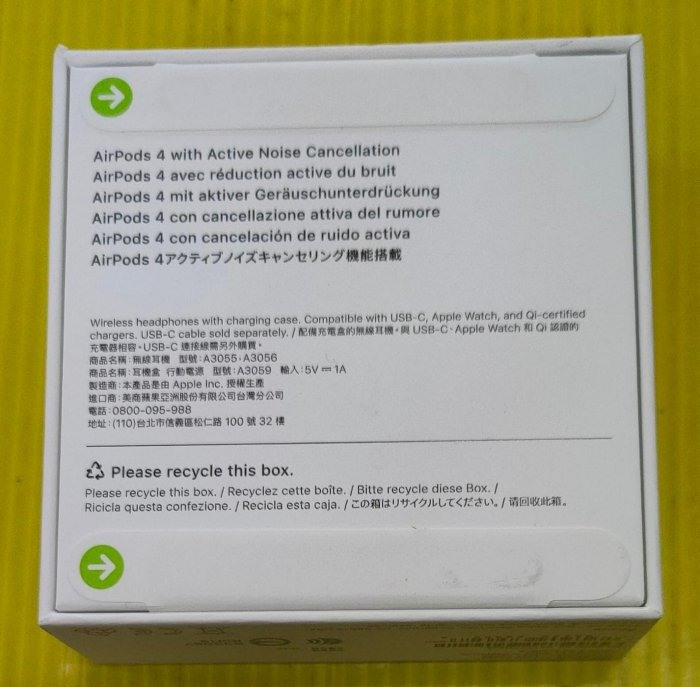 AirPods 4 with Active Noise Cancellation
AirPods 4 avec réduction active du bruit
AirPods 4 mit aktiver Geräuschunterdrückung
AirPods 4 con cancellazione attiva del rumore
AirPods 4 con cancelación de ruido activa
AirPods 4アクティブノイズキャンセリング機能搭載
Wireless headphones with charging case. Compatible with USB-C, Apple Watch, and Qi-certified
chargers. USB-C cable sold separately. / 配備充電盒的無線耳機。與 USB-C、Apple Watch 和 Qi 認證的
充電器相容。USB-C 連接線需另外購買。
商品名稱：無線耳機 型號：A3055、A3056
商品名稱：耳機盒 行動電源 型號：A3059 輸入：5V⎓1A
製造商：本產品是由 Apple Inc. 授權生產
進口商：美商蘋果亞洲股份有限公司台灣分公司
電話：0800-095-988
地址：(110)台北市信義區松仁路 100 號 32 樓
Please recycle this box.
Please recycle this box. / Recyclez cette boîte. / Bitte recycle diese Box. /
Ricicla questa confezione. / Recicla esta caja. / この箱はリサイクルしてください。/ 请回收此箱。